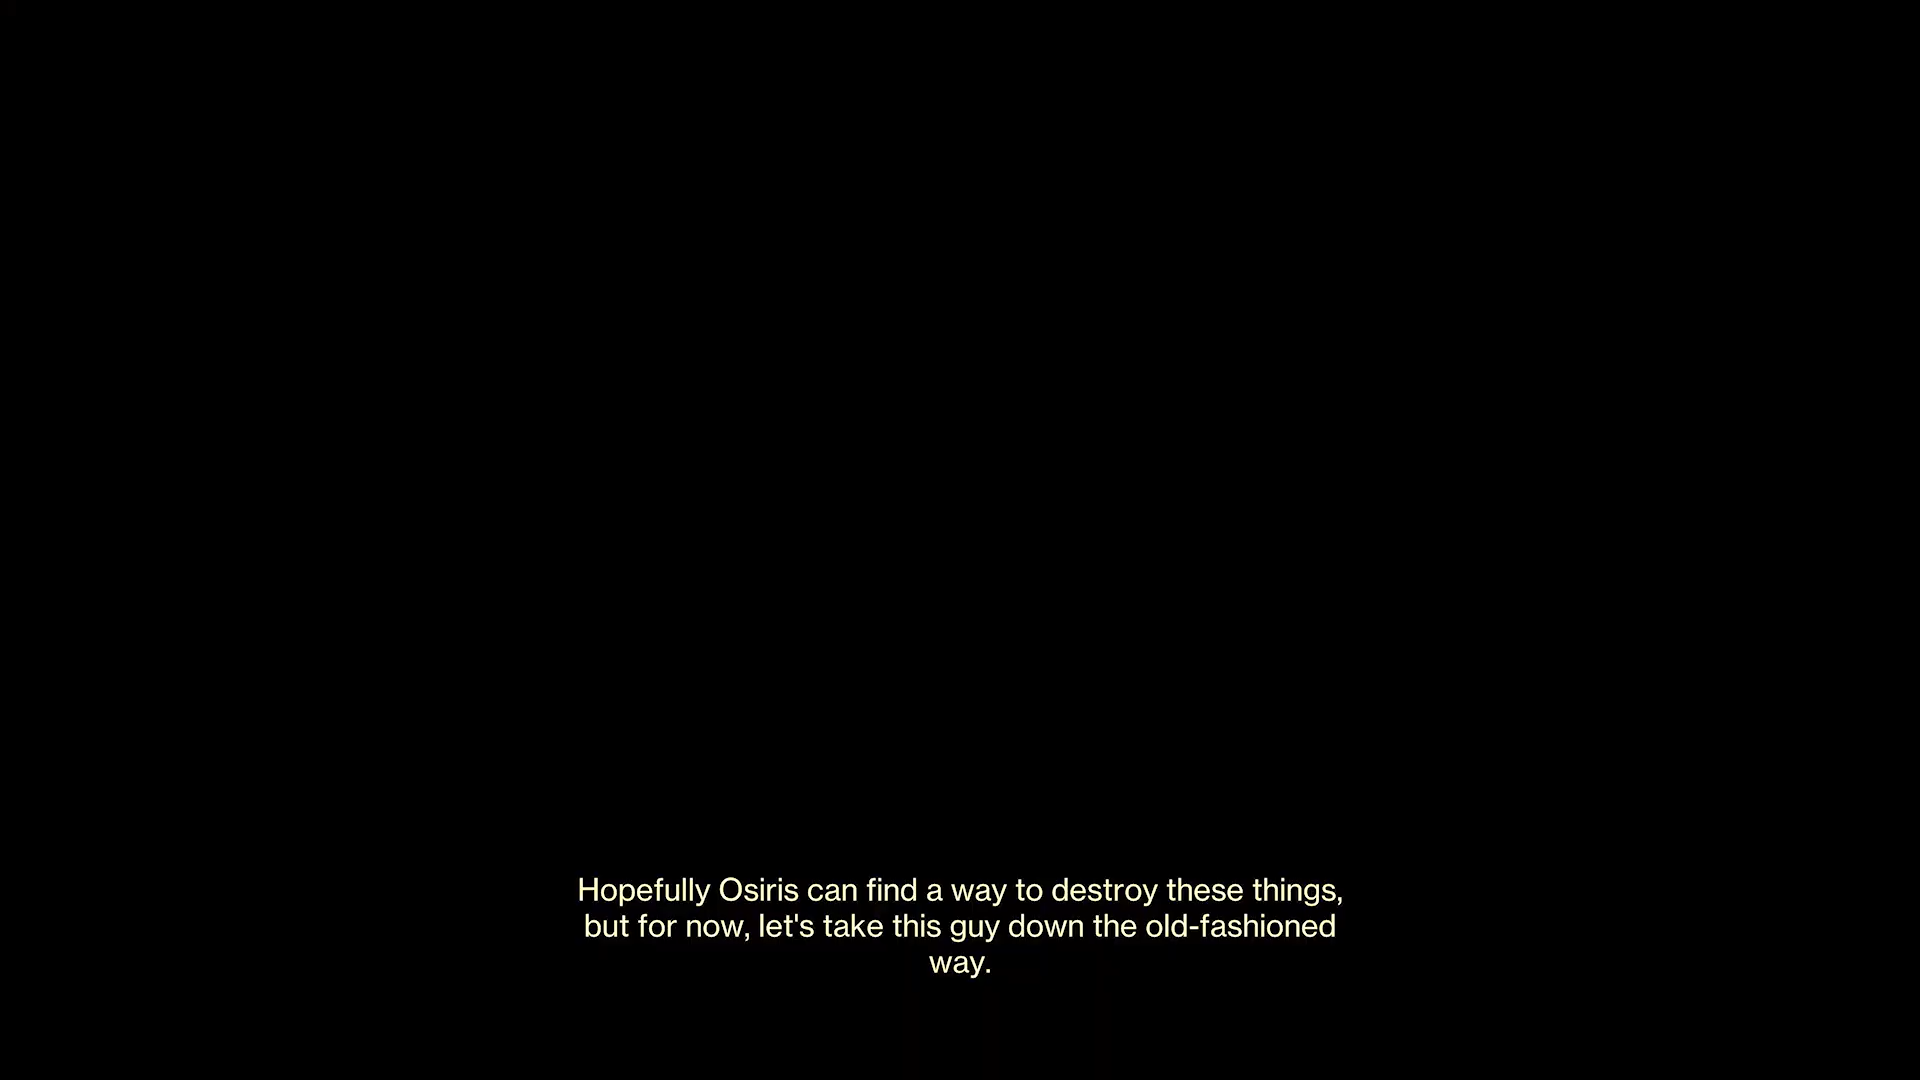 Hopefully Osiris can find a way to destroy these things,
but for now, let's take this guy down the old-fashioned
way.